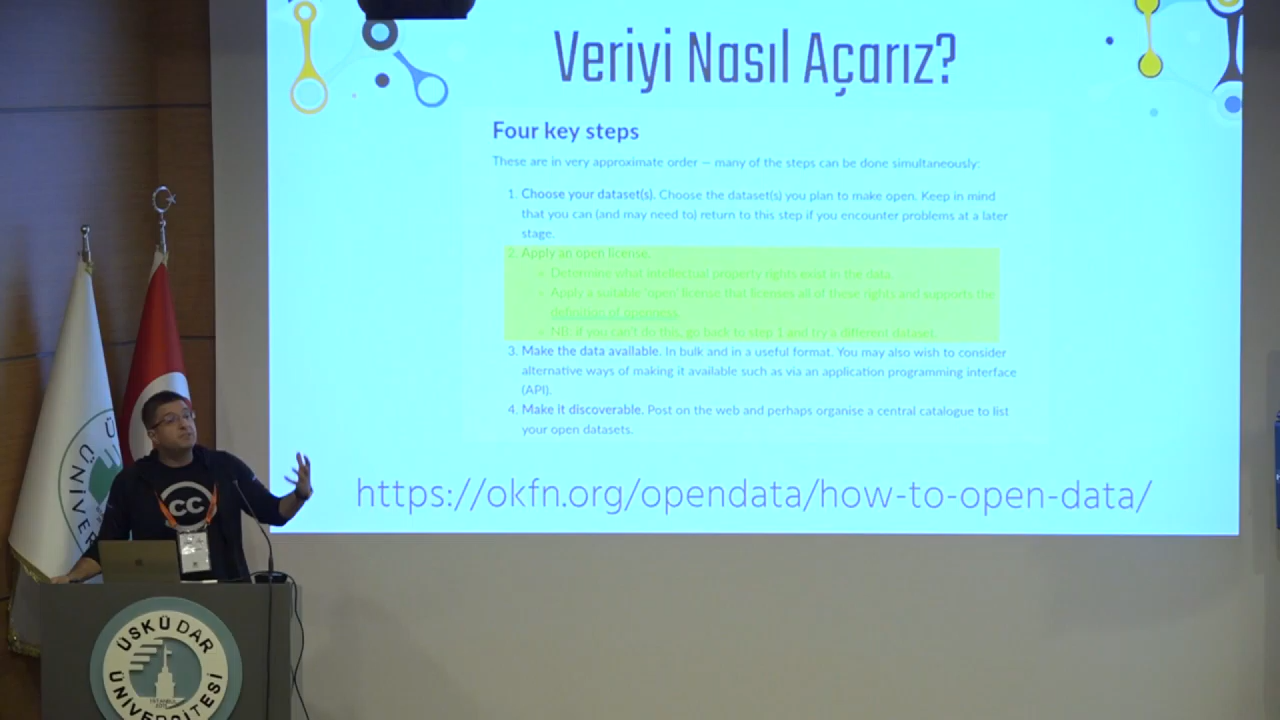 Veriyi Nasıl Açarız?
Four key steps
These are in very approximate order — many of the steps can be done simultaneously:
1. Choose your dataset(s). Choose the dataset(s) you plan to make open. Keep in mind
that you can (and may need to) return to this step if you encounter problems at a later
stage.
2. Apply an open license.
Determine what intellectual property rights exist in the data.
Apply a suitable 'open' license that licenses all of these rights and supports the
definition of openness
NB: if you can't do this, go back to step 1 and try a different dataset.
3. Make the data available. In bulk and in a useful format. You may also wish to consider
alternative ways of making it available such as via an application programming interface
(API).
4. Make it discoverable. Post on the web and perhaps organise a central catalogue to list
your open datasets.
https://okfn.org/opendata/how-to-open-data/
cc
ÜSKÜDAR
ÜNİVERSİTESİ